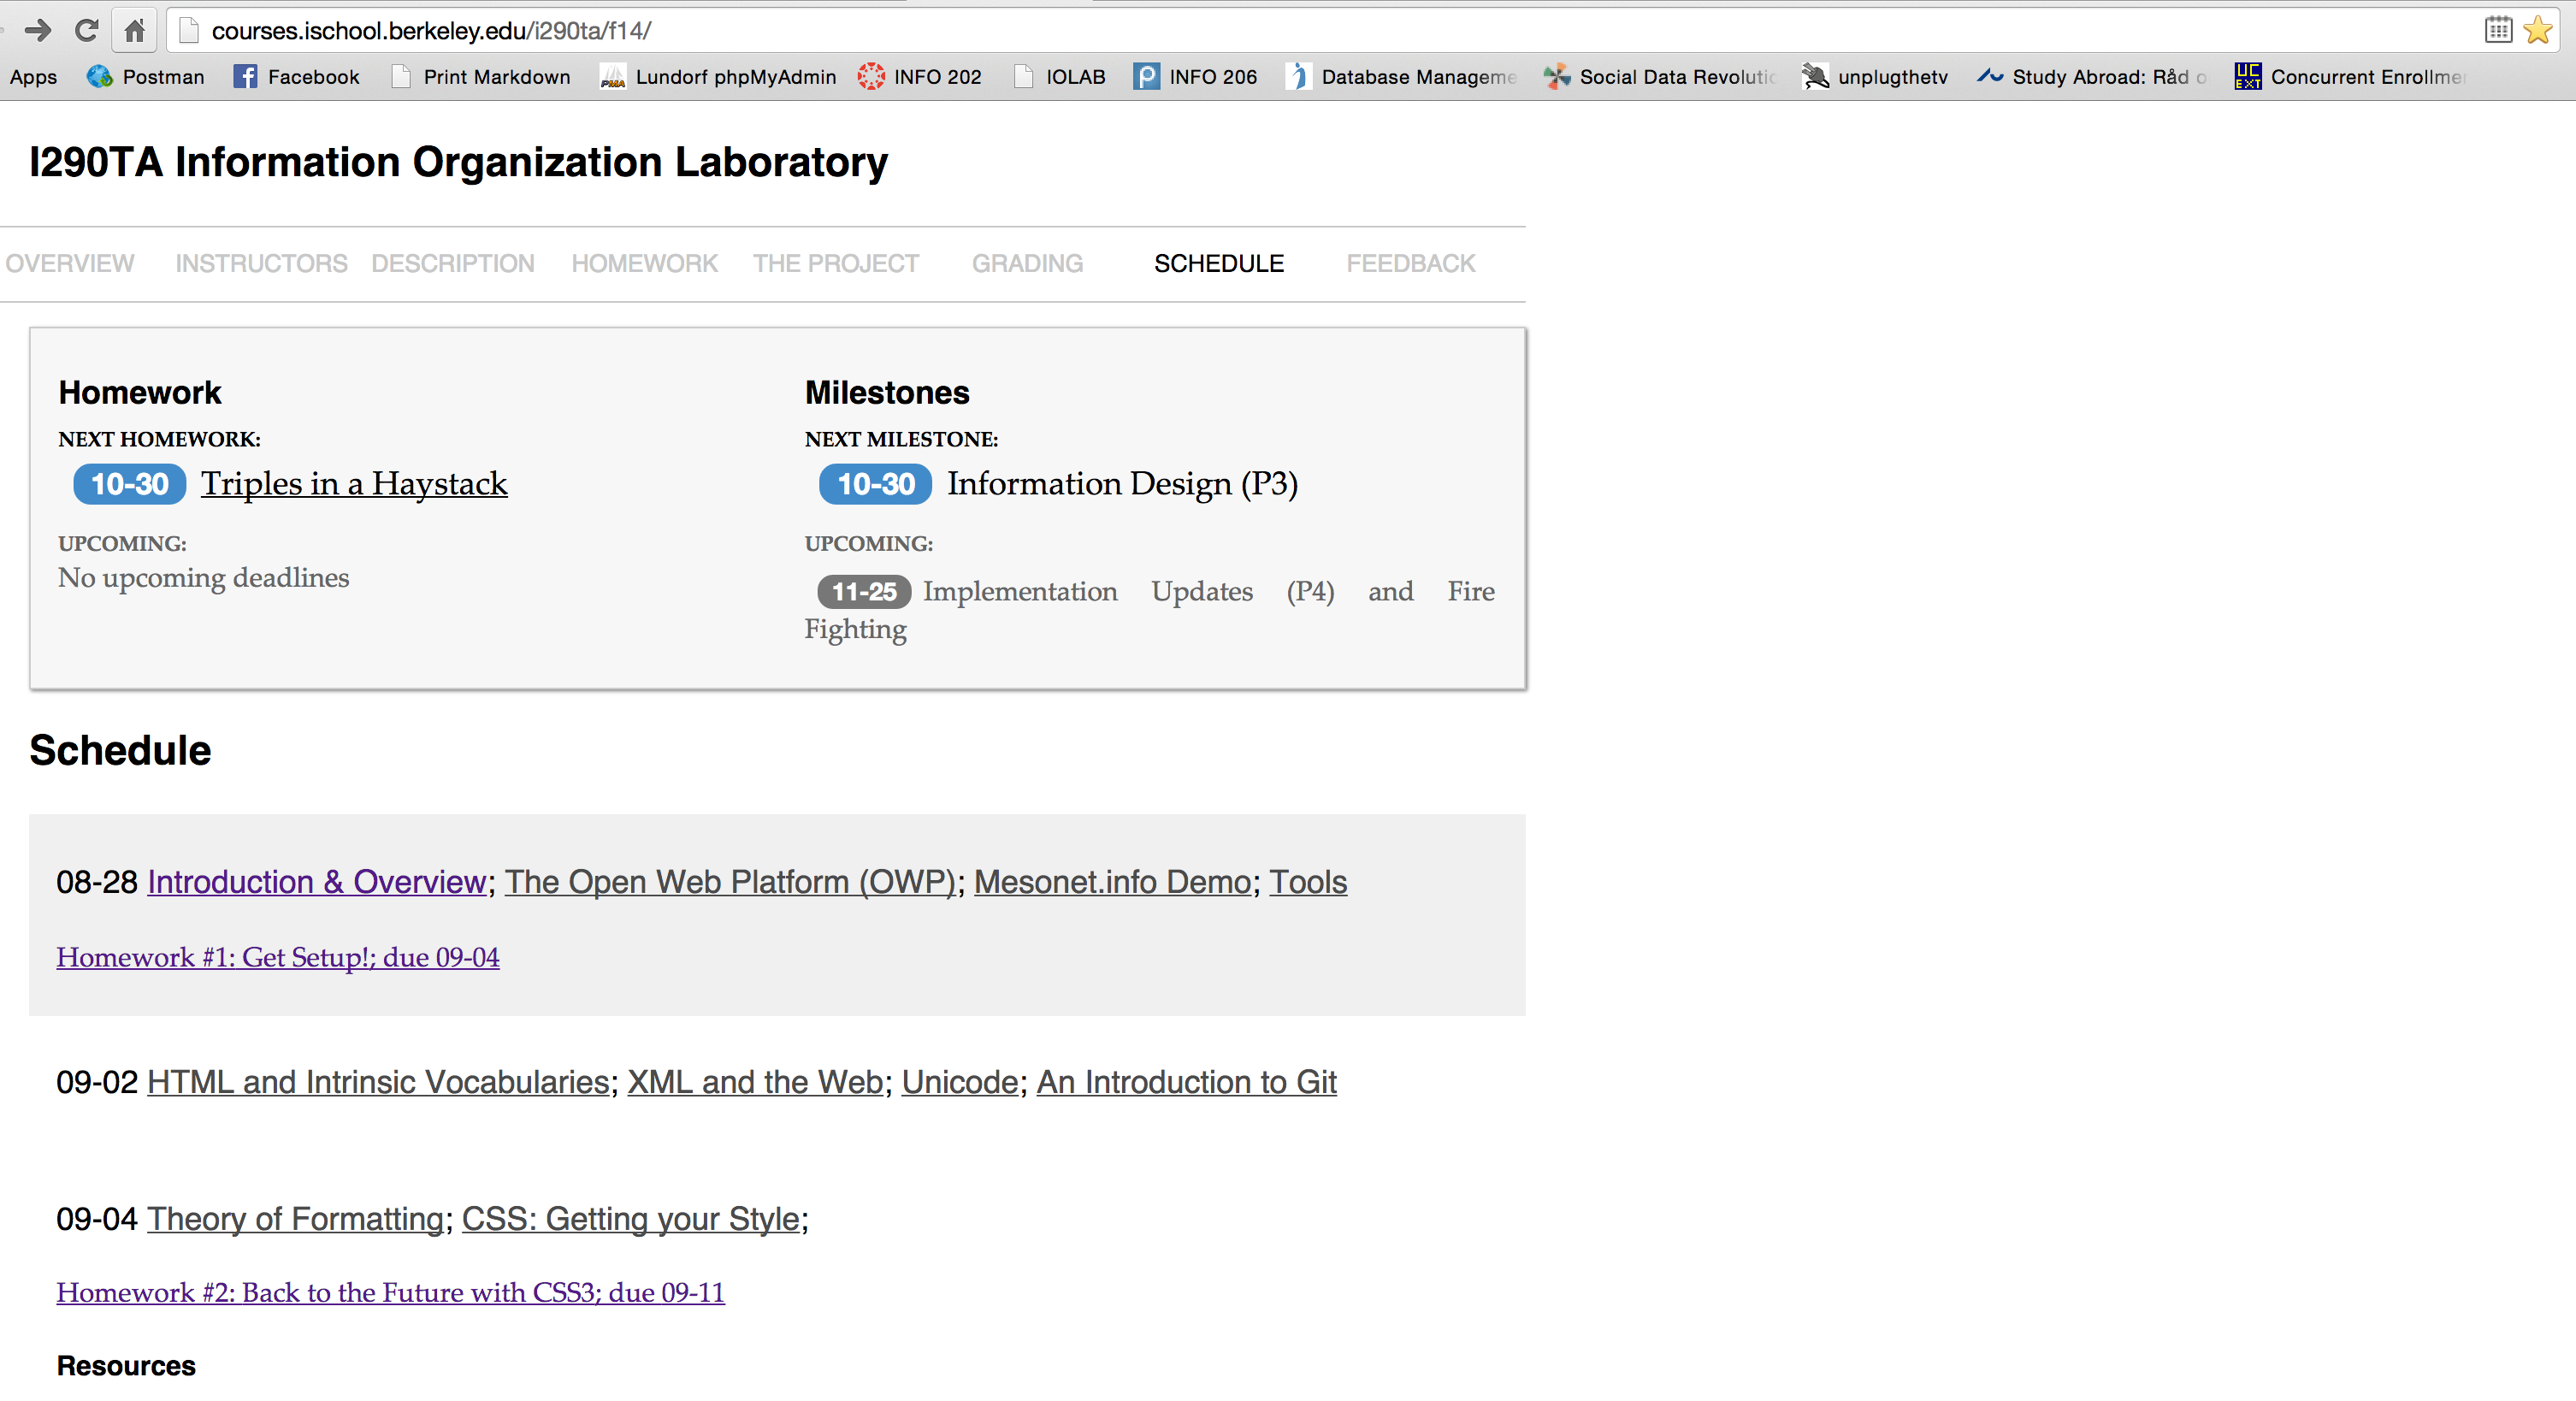 courses.ischool.berkeley.edu/i290ta/f14/
Apps Postman Facebook Print Markdown Lundorf phpMyAdmin INFO 202 IOLAB INFO 206 Database Manageme Social Data Revolutio unplugthetv Study Abroad: Råd o UC EXT Concurrent Enrollme
I290TA Information Organization Laboratory
OVERVIEW INSTRUCTORS DESCRIPTION HOMEWORK THE PROJECT GRADING SCHEDULE FEEDBACK
Homework
NEXT HOMEWORK:
10-30 Triples in a Haystack
UPCOMING:
No upcoming deadlines
Milestones
NEXT MILESTONE:
10-30 Information Design (P3)
UPCOMING:
11-25 Implementation Updates (P4) and Fire
Fighting
Schedule
08-28 Introduction & Overview; The Open Web Platform (OWP); Mesonet.info Demo; Tools
Homework #1: Get Setup!; due 09-04
09-02 HTML and Intrinsic Vocabularies; XML and the Web; Unicode; An Introduction to Git
09-04 Theory of Formatting; CSS: Getting your Style;
Homework #2: Back to the Future with CSS3; due 09-11
Resources